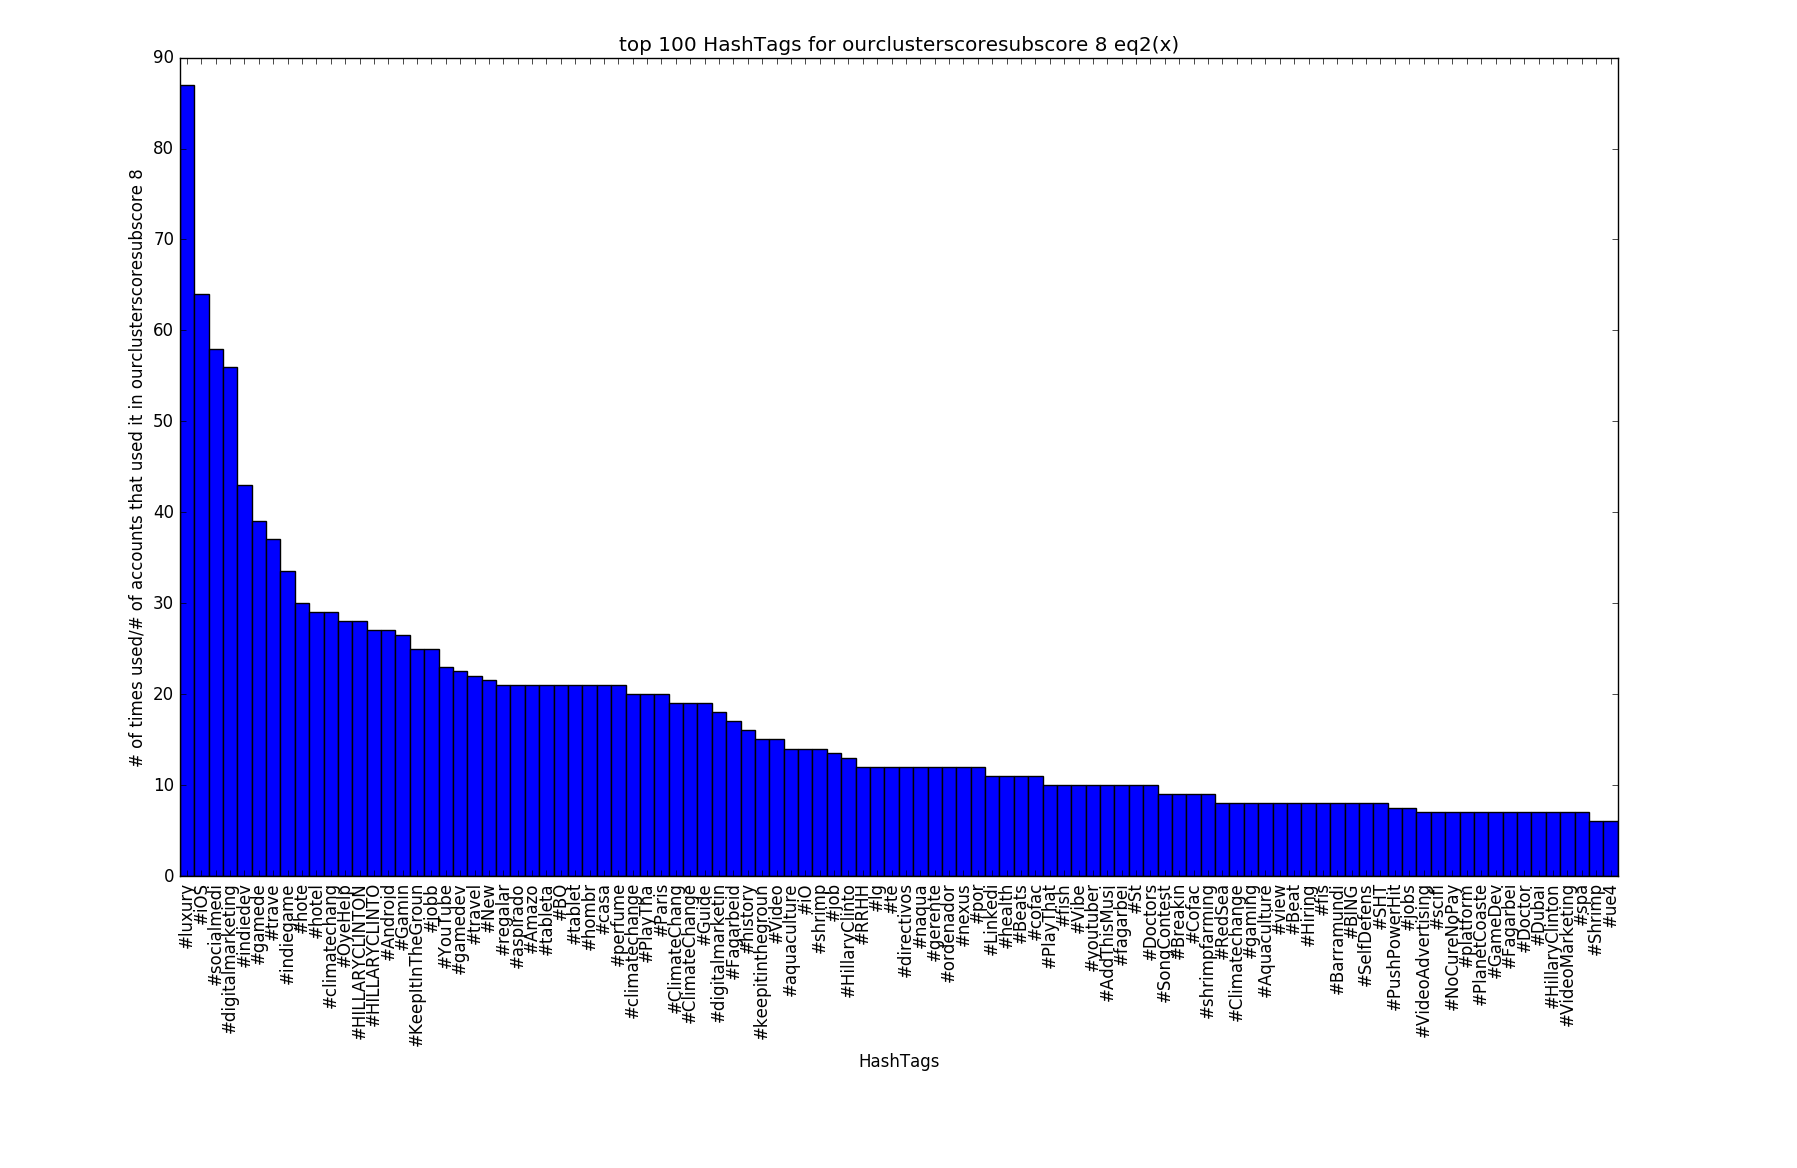 top 100 HashTags for ourclusterscoresubscore 8 eq2(x)
# of times used/# of accounts that used it in ourclusterscoresubscore 8
90
80
70
60
50
40
30
20
10
0
#luxury
#iOS
#socialmedi
#digitalmarketing
#indiedev
#gamede
#trave
#indiegame
#hote
#hotel
#climatechang
#OyeHelp
#HILLARYCLINTON
#HILLARYCLINTO
#Android
#Gamin
#KeepItInTheGroun
#jobb
#YouTube
#gamedev
#travel
#New
#regalar
#aspirado
#Amazo
#tableta
#BQ
#tablet
#hombr
#casa
#perfume
#climatechange
#PlayTha
#Paris
#ClimateChang
#ClimateChange
#Guide
#digitalmarketin
#Fagarbeid
#history
#keepitinthegroun
#Video
#aquaculture
#iO
#shrimp
#job
#HillaryClinto
#RRHH
#Ig
#te
#directivos
#naqua
#gerente
#ordenador
#nexus
#por
#Linkedi
#health
#Beats
#cofac
#PlayThat
#fish
#Vibe
#youtuber
#AddThisMusi
#fagarbei
#St
#Doctors
#SongContest
#Breakin
#Cofac
#shrimpfarming
#RedSea
#Climatechange
#gaming
#Aquaculture
#view
#Beat
#Hiring
#fis
#Barramundi
#BING
#SelfDefens
#SHT
#PushPowerHit
#jobs
#VideoAdvertising
#scifi
#NoCureNoPay
#platform
#PlanetCoaste
#GameDev
#Fagarbei
#Doctor
#Dubai
#HillaryClinton
#VideoMarketing
#spa
#Shrimp
#ue4
HashTags